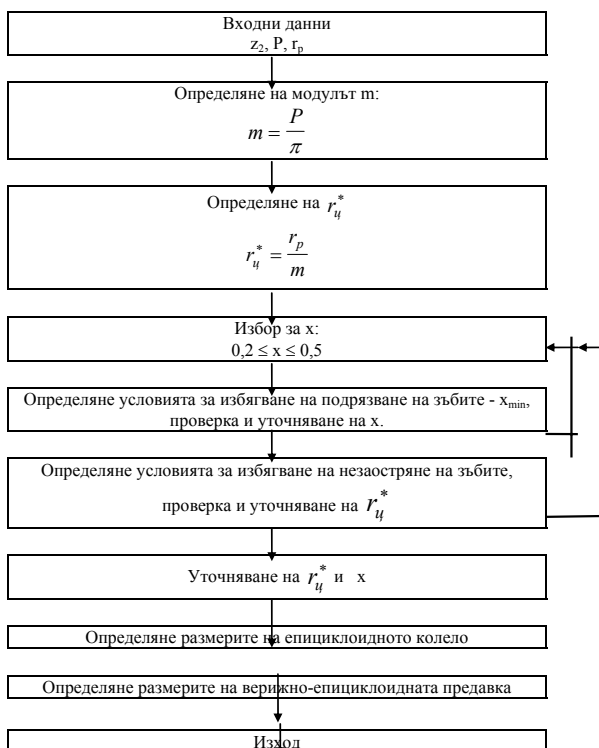 Входни данни
z₂, P, rₚ
Определяне на модулът m:
m = P/π
Определяне на r*ц
r*ц = rₚ/m
Избор за x:
0,2 ≤ x ≤ 0,5
Определяне условията за избягване на подрязване на зъбите - xmin,
проверка и уточняване на x.
Определяне условията за избягване на незаостряне на зъбите,
проверка и уточняване на r*ц
Уточняване на r*ц и x
Определяне размерите на епициклоидното колело
Определяне размерите на верижно-епициклоидната предавка
Изход